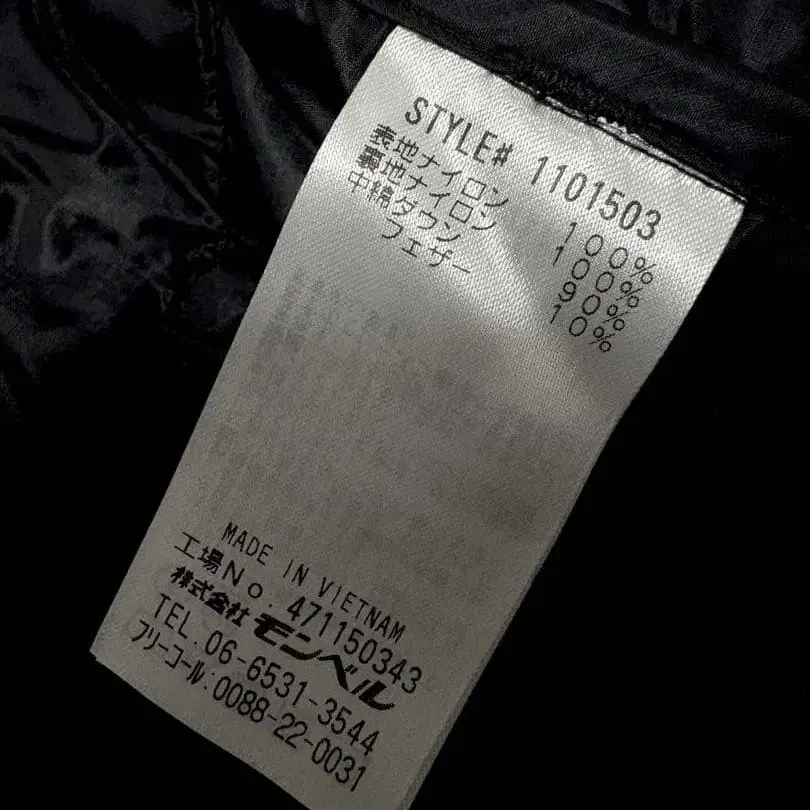 STYLE# 1101503
表地ナイロン 100%
裏地ナイロン 100%
中綿ダウン 90%
フェザー 10%
MADE IN VIETNAM
工場No. 471150343
株式会社 モンベル
TEL. 06-6531-3544
フリーコール:0088-22-0031